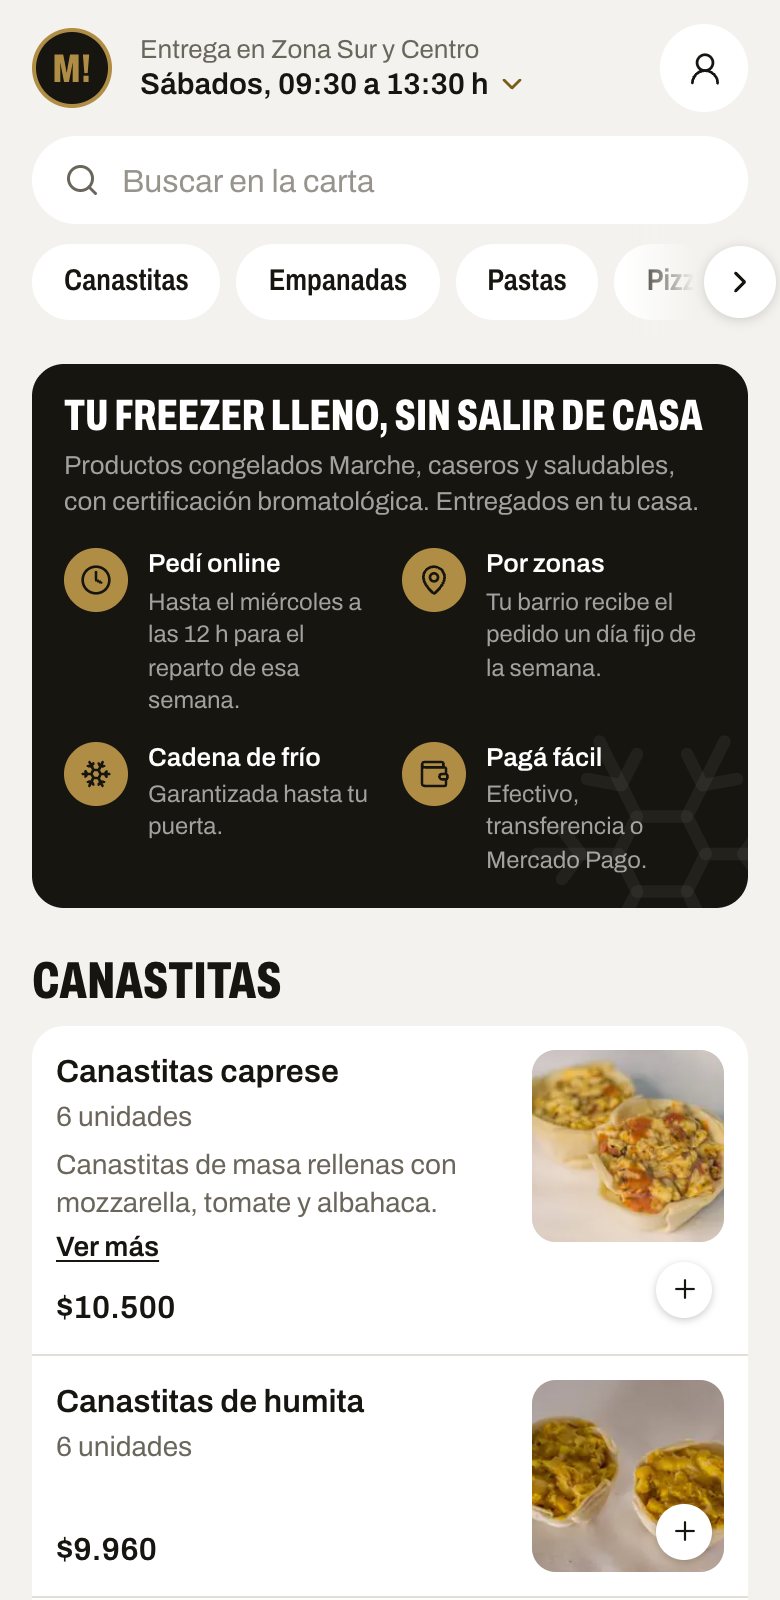 M!
Entrega en Zona Sur y Centro
Sábados, 09:30 a 13:30 h
Buscar en la carta
Canastitas
Empanadas
Pastas
TU FREEZER LLENO, SIN SALIR DE CASA
Productos congelados Marche, caseros y saludables,
con certificación bromatológica. Entregados en tu casa.
Pedí online
Hasta el miércoles a
las 12 h para el
reparto de esa
semana.
Por zonas
Tu barrio recibe el
pedido un día fijo de
la semana.
Cadena de frío
Garantizada hasta tu
puerta.
Pagá fácil
Efectivo,
transferencia o
Mercado Pago.
CANASTITAS
Canastitas caprese
6 unidades
Canastitas de masa rellenas con
mozzarella, tomate y albahaca.
Ver más
$10.500
Canastitas de humita
6 unidades
$9.960